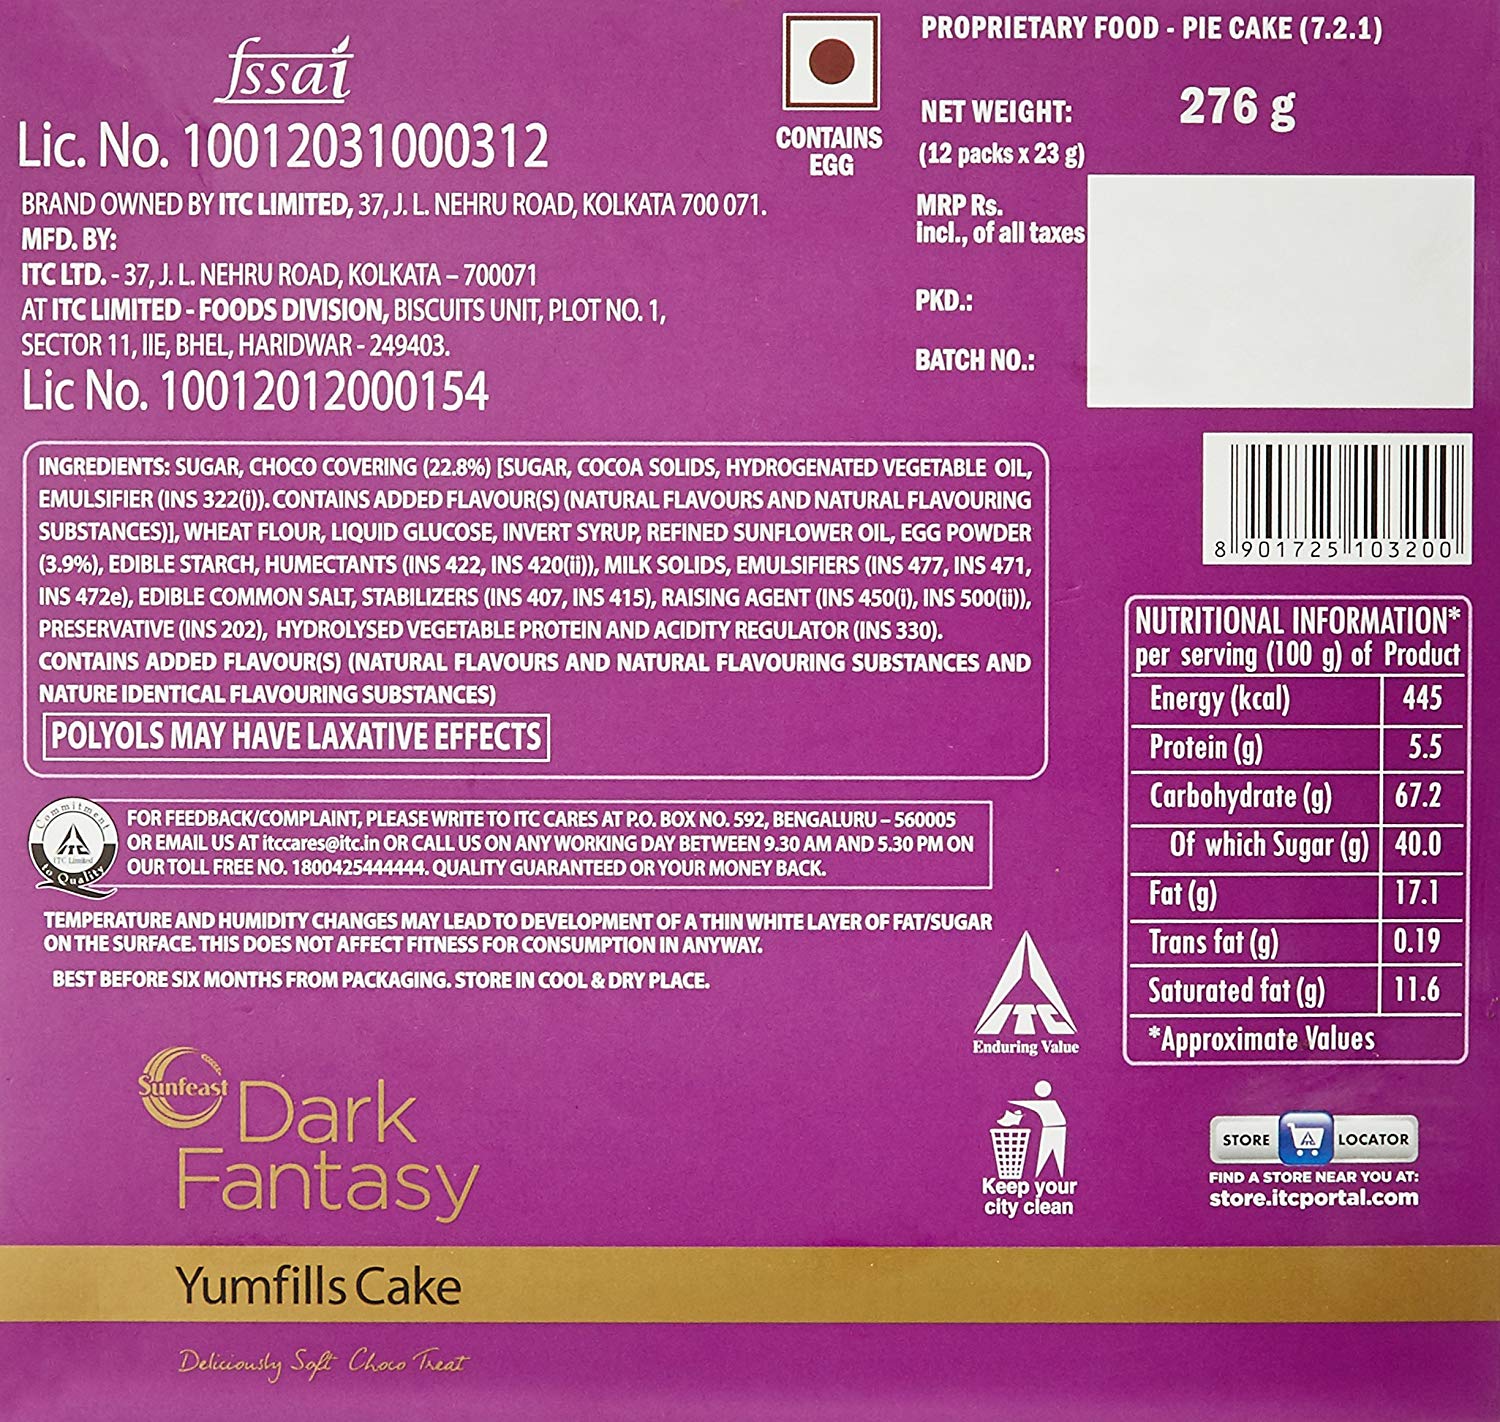 fssai
Lic. No. 10012031000312
BRAND OWNED BY ITC LIMITED, 37, J. L. NEHRU ROAD, KOLKATA 700 071.
MFD. BY:
ITC LTD. - 37, J. L. NEHRU ROAD, KOLKATA – 700071
AT ITC LIMITED - FOODS DIVISION, BISCUITS UNIT, PLOT NO. 1,
SECTOR 11, IIE, BHEL, HARIDWAR - 249403.
Lic No. 10012012000154
CONTAINS
EGG
PROPRIETARY FOOD - PIE CAKE (7.2.1)
NET WEIGHT: 276 g
(12 packs x 23 g)
MRP Rs.
incl., of all taxes
PKD.:
BATCH NO.:
8 901725 103200
INGREDIENTS: SUGAR, CHOCO COVERING (22.8%) [SUGAR, COCOA SOLIDS, HYDROGENATED VEGETABLE OIL,
EMULSIFIER (INS 322(i)). CONTAINS ADDED FLAVOUR(S) (NATURAL FLAVOURS AND NATURAL FLAVOURING
SUBSTANCES)], WHEAT FLOUR, LIQUID GLUCOSE, INVERT SYRUP, REFINED SUNFLOWER OIL, EGG POWDER
(3.9%), EDIBLE STARCH, HUMECTANTS (INS 422, INS 420(ii)), MILK SOLIDS, EMULSIFIERS (INS 477, INS 471,
INS 472e), EDIBLE COMMON SALT, STABILIZERS (INS 407, INS 415), RAISING AGENT (INS 450(i), INS 500(ii)),
PRESERVATIVE (INS 202), HYDROLYSED VEGETABLE PROTEIN AND ACIDITY REGULATOR (INS 330).
CONTAINS ADDED FLAVOUR(S) (NATURAL FLAVOURS AND NATURAL FLAVOURING SUBSTANCES AND
NATURE IDENTICAL FLAVOURING SUBSTANCES)
POLYOLS MAY HAVE LAXATIVE EFFECTS
NUTRITIONAL INFORMATION*
per serving (100 g) of Product
Energy (kcal) 445
Protein (g) 5.5
Carbohydrate (g) 67.2
Of which Sugar (g) 40.0
Fat (g) 17.1
Trans fat (g) 0.19
Saturated fat (g) 11.6
*Approximate Values
Commitment
ITC Limited
to Quality
FOR FEEDBACK/COMPLAINT, PLEASE WRITE TO ITC CARES AT P.O. BOX NO. 592, BENGALURU – 560005
OR EMAIL US AT itccares@itc.in OR CALL US ON ANY WORKING DAY BETWEEN 9.30 AM AND 5.30 PM ON
OUR TOLL FREE NO. 1800425444444. QUALITY GUARANTEED OR YOUR MONEY BACK.
TEMPERATURE AND HUMIDITY CHANGES MAY LEAD TO DEVELOPMENT OF A THIN WHITE LAYER OF FAT/SUGAR
ON THE SURFACE. THIS DOES NOT AFFECT FITNESS FOR CONSUMPTION IN ANYWAY.
BEST BEFORE SIX MONTHS FROM PACKAGING. STORE IN COOL & DRY PLACE.
ITC
Enduring Value
Keep your
city clean
STORE LOCATOR
FIND A STORE NEAR YOU AT:
store.itcportal.com
Sunfeast
Dark
Fantasy
Yumfills Cake
Deliciously Soft Choco Treat